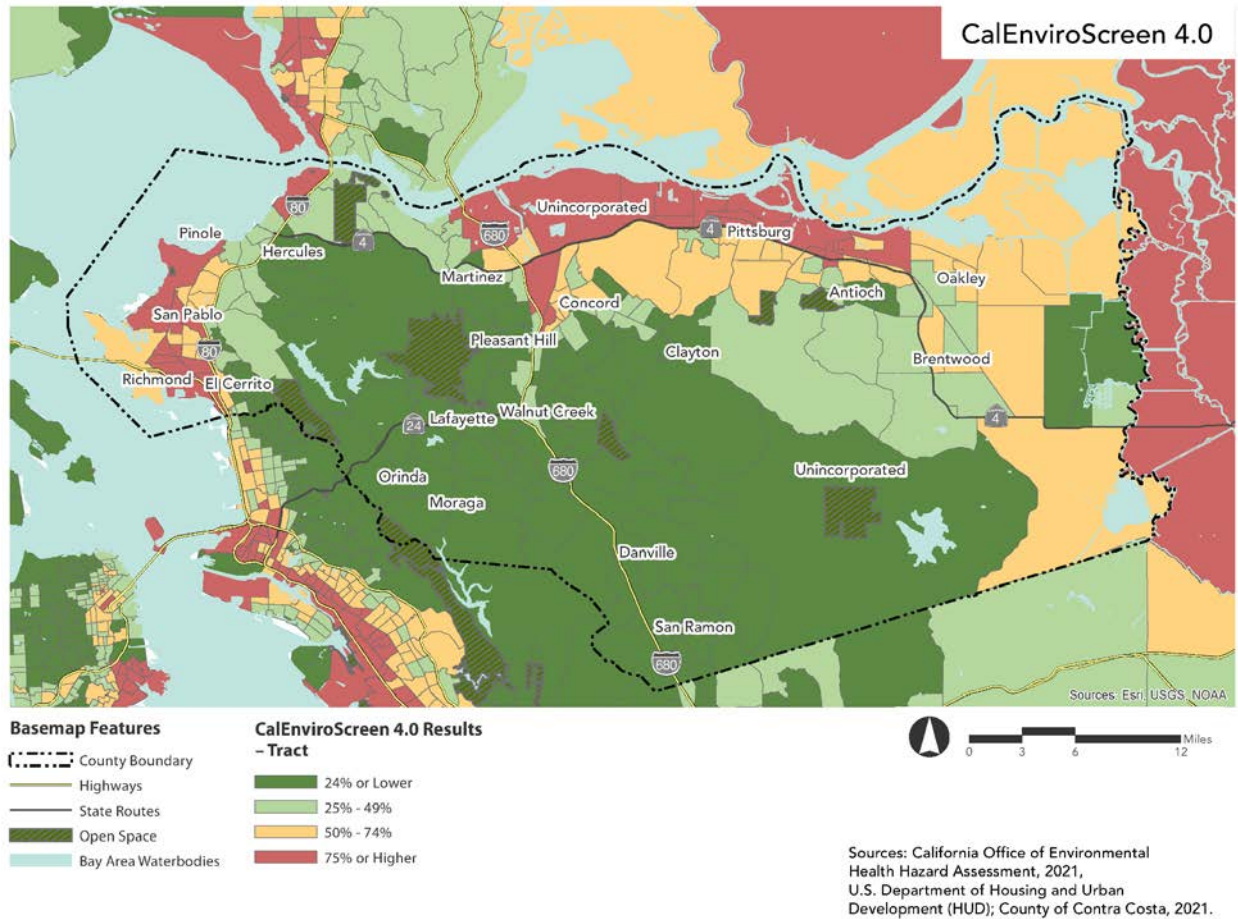 CalEnviroScreen 4.0
Unincorporated
80
Pinole
680
4
Pittsburg
4
Hercules
Martinez
Oakley
Antioch
Concord
San Pablo
Pleasant Hill
80
Clayton
Brentwood
Richmond
El Cerrito
Walnut Creek
Lafayette
24
4
680
Unincorporated
Orinda
Moraga
Danville
San Ramon
680
Sources: Esri, USGS, NOAA
Basemap Features
County Boundary
Highways
State Routes
Open Space
Bay Area Waterbodies
CalEnviroScreen 4.0 Results
– Tract
24% or Lower
25% - 49%
50% - 74%
75% or Higher
Miles
0 3 6 12
Sources: California Office of Environmental
Health Hazard Assessment, 2021,
U.S. Department of Housing and Urban
Development (HUD); County of Contra Costa, 2021.